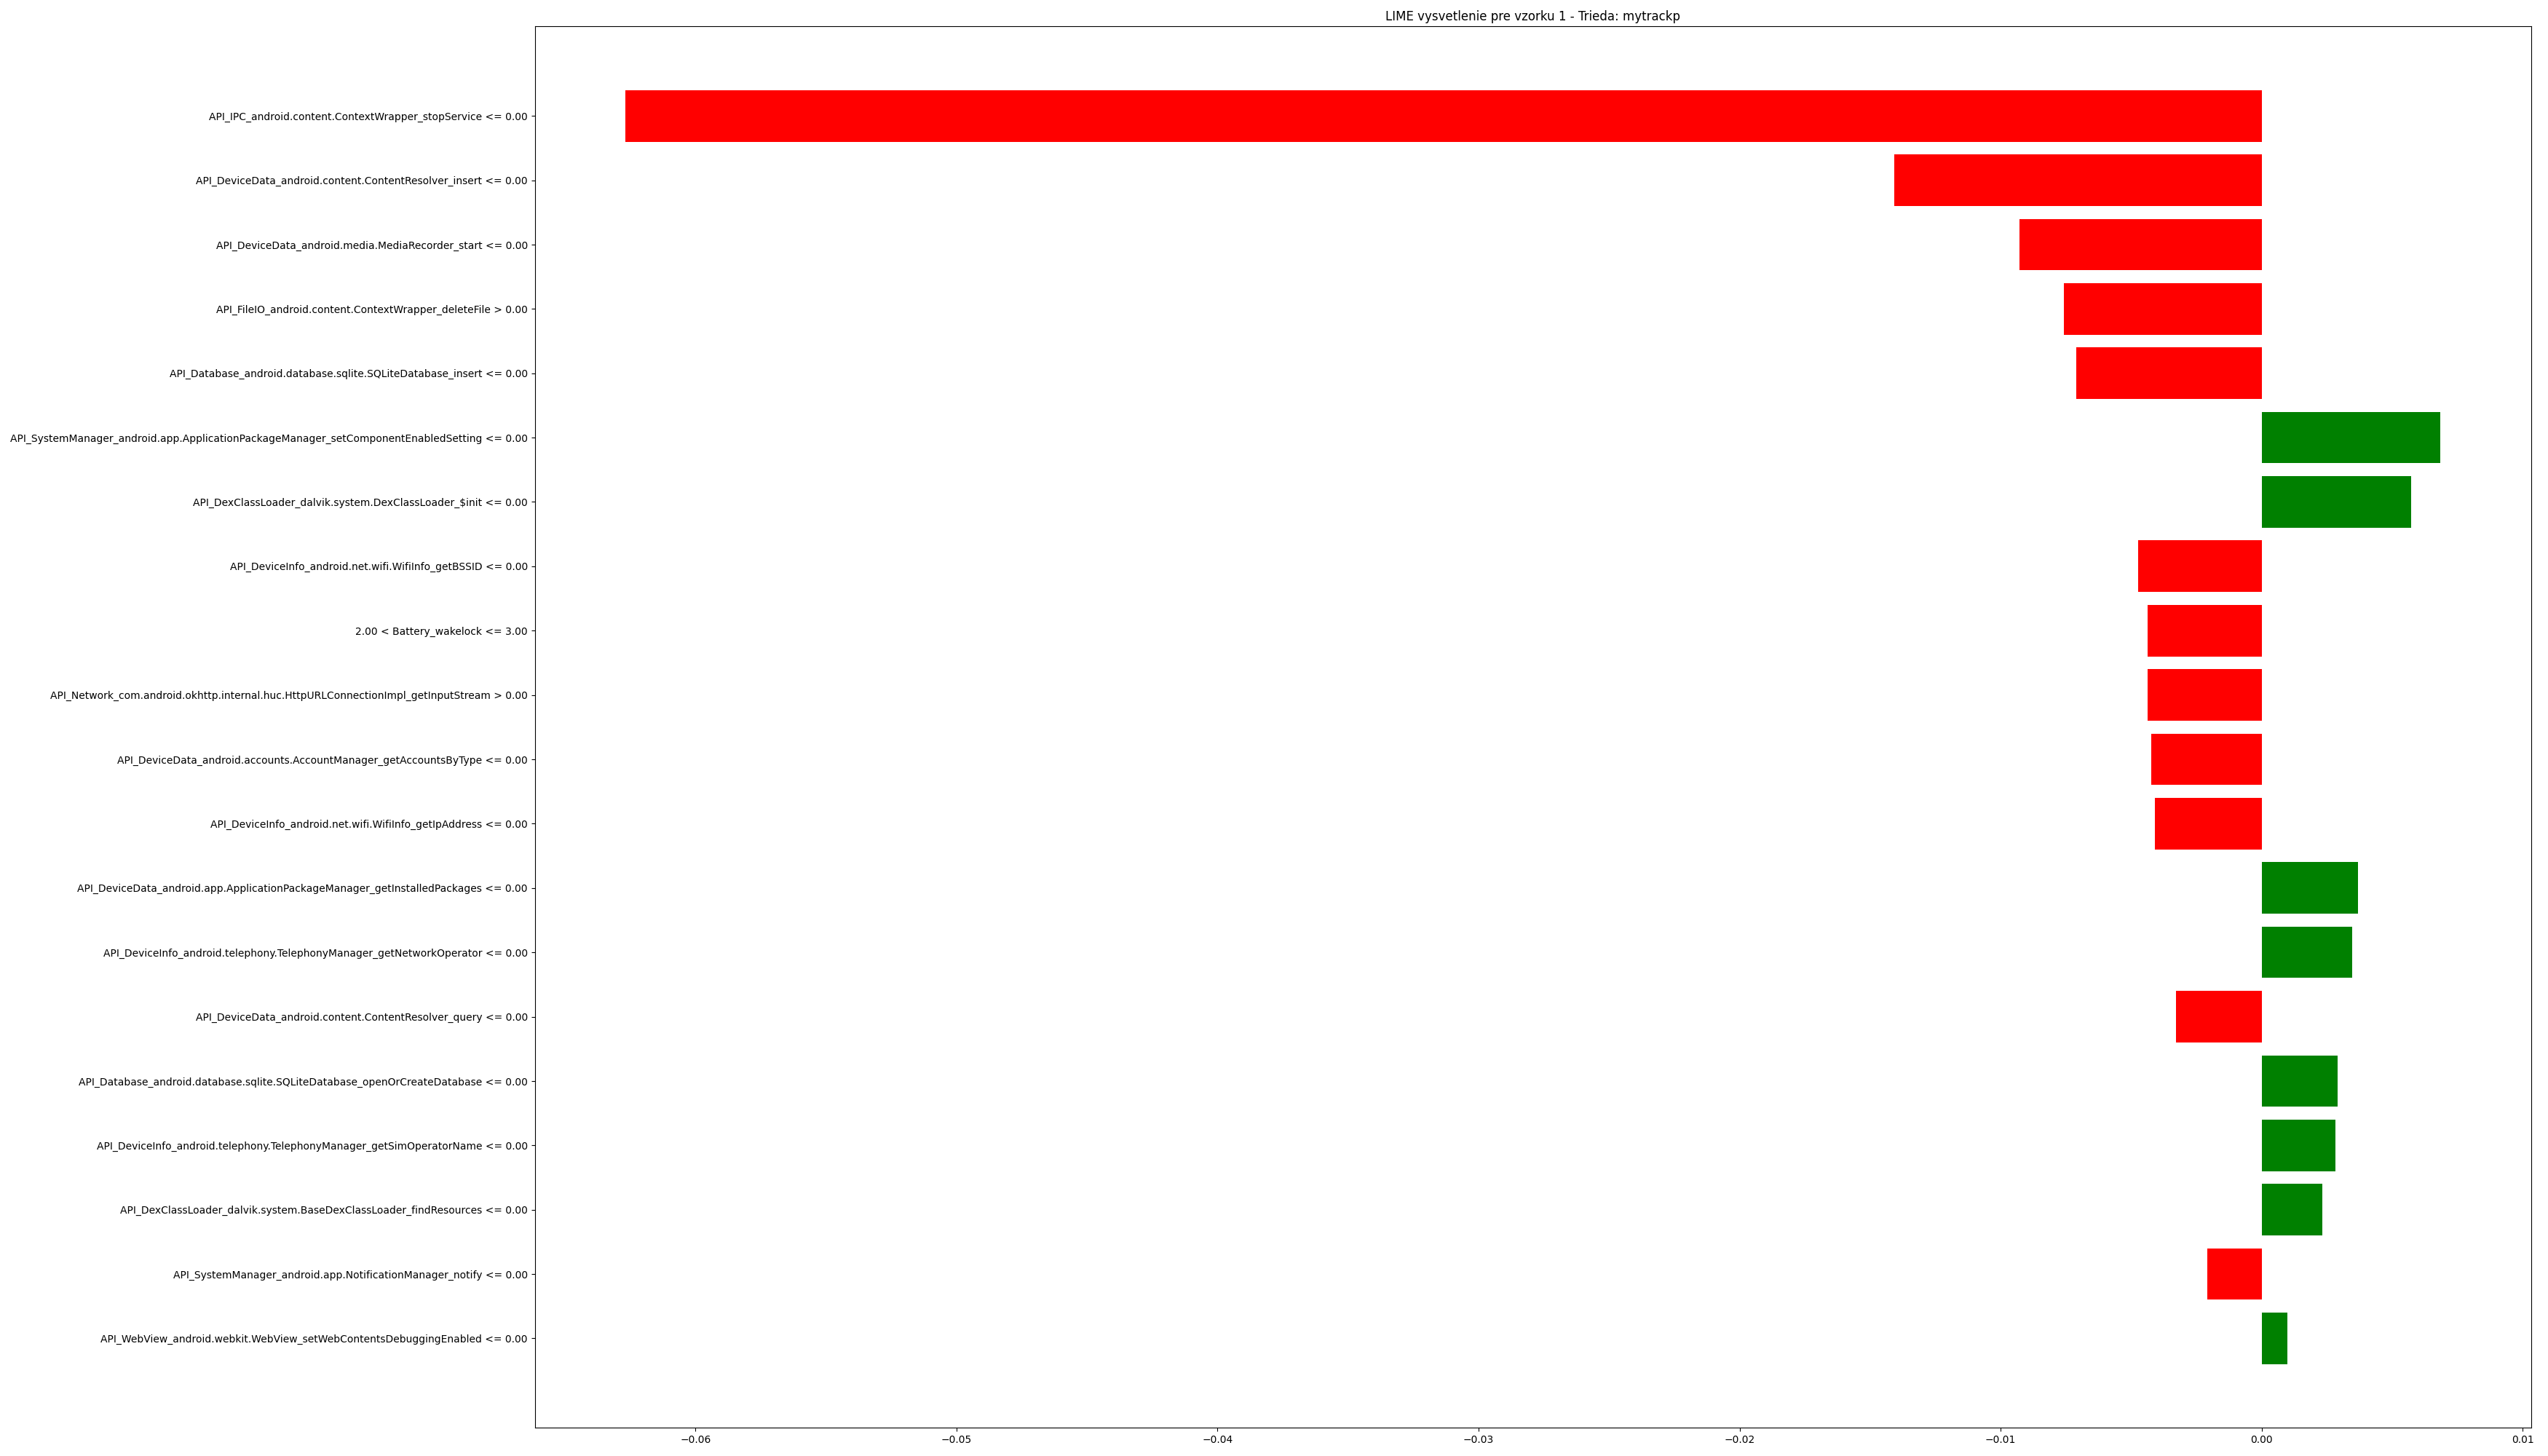 LIME vysvetlenie pre vzorku 1 - Trieda: mytrackp
API_IPC_android.content.ContextWrapper_stopService <= 0.00
API_DeviceData_android.content.ContentResolver_insert <= 0.00
API_DeviceData_android.media.MediaRecorder_start <= 0.00
API_FileIO_android.content.ContextWrapper_deleteFile > 0.00
API_Database_android.database.sqlite.SQLiteDatabase_insert <= 0.00
API_SystemManager_android.app.ApplicationPackageManager_setComponentEnabledSetting <= 0.00
API_DexClassLoader_dalvik.system.DexClassLoader_$init <= 0.00
API_DeviceInfo_android.net.wifi.WifiInfo_getBSSID <= 0.00
2.00 < Battery_wakelock <= 3.00
API_Network_com.android.okhttp.internal.huc.HttpURLConnectionImpl_getInputStream > 0.00
API_DeviceData_android.accounts.AccountManager_getAccountsByType <= 0.00
API_DeviceInfo_android.net.wifi.WifiInfo_getIpAddress <= 0.00
API_DeviceData_android.app.ApplicationPackageManager_getInstalledPackages <= 0.00
API_DeviceInfo_android.telephony.TelephonyManager_getNetworkOperator <= 0.00
API_DeviceData_android.content.ContentResolver_query <= 0.00
API_Database_android.database.sqlite.SQLiteDatabase_openOrCreateDatabase <= 0.00
API_DeviceInfo_android.telephony.TelephonyManager_getSimOperatorName <= 0.00
API_DexClassLoader_dalvik.system.BaseDexClassLoader_findResources <= 0.00
API_SystemManager_android.app.NotificationManager_notify <= 0.00
API_WebView_android.webkit.WebView_setWebContentsDebuggingEnabled <= 0.00
−0.06 −0.05 −0.04 −0.03 −0.02 −0.01 0.00 0.01